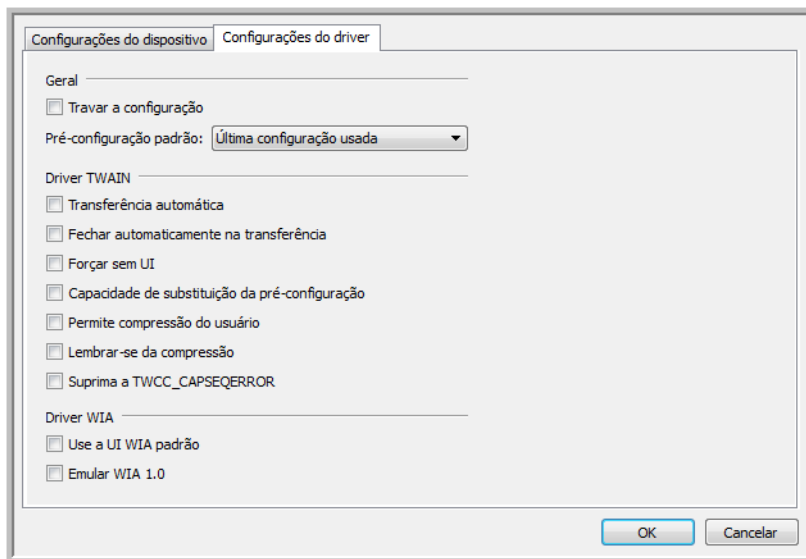 Configurações do dispositivo
Configurações do driver
Geral
Travar a configuração
Pré-configuração padrão: Última configuração usada
Driver TWAIN
Transferência automática
Fechar automaticamente na transferência
Forçar sem UI
Capacidade de substituição da pré-configuração
Permite compressão do usuário
Lembrar-se da compressão
Suprima a TWCC_CAPSEQERROR
Driver WIA
Use a UI WIA padrão
Emular WIA 1.0
OK
Cancelar